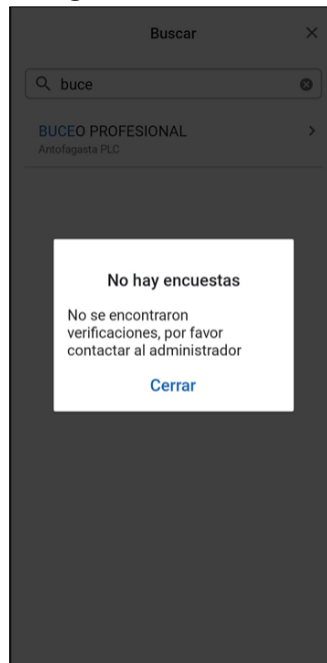 Buscar
buce
BUCEO PROFESIONAL
Antofagasta PLC
No hay encuestas
No se encontraron
verificaciones, por favor
contactar al administrador
Cerrar